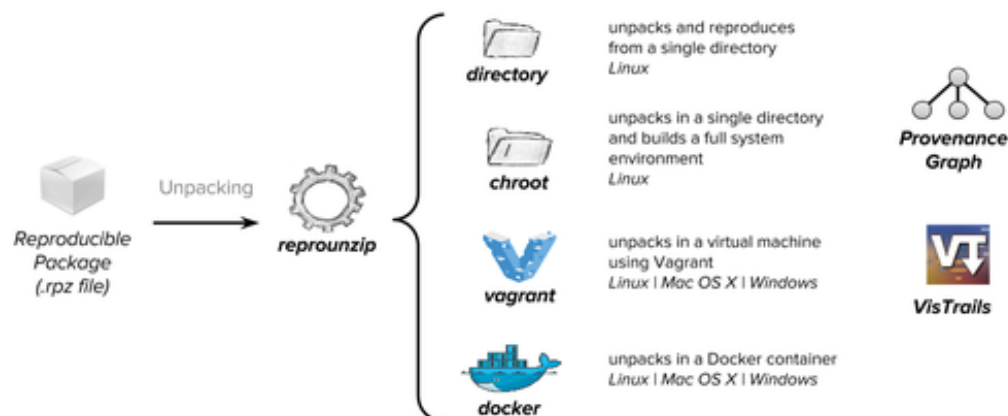 Reproducible
Package
(.rpz file)
Unpacking
reprounzip
directory
unpacks and reproduces
from a single directory
Linux
chroot
unpacks in a single directory
and builds a full system
environment
Linux
vagrant
unpacks in a virtual machine
using Vagrant
Linux | Mac OS X | Windows
docker
unpacks in a Docker container
Linux | Mac OS X | Windows
Provenance
Graph
VT
VisTrails